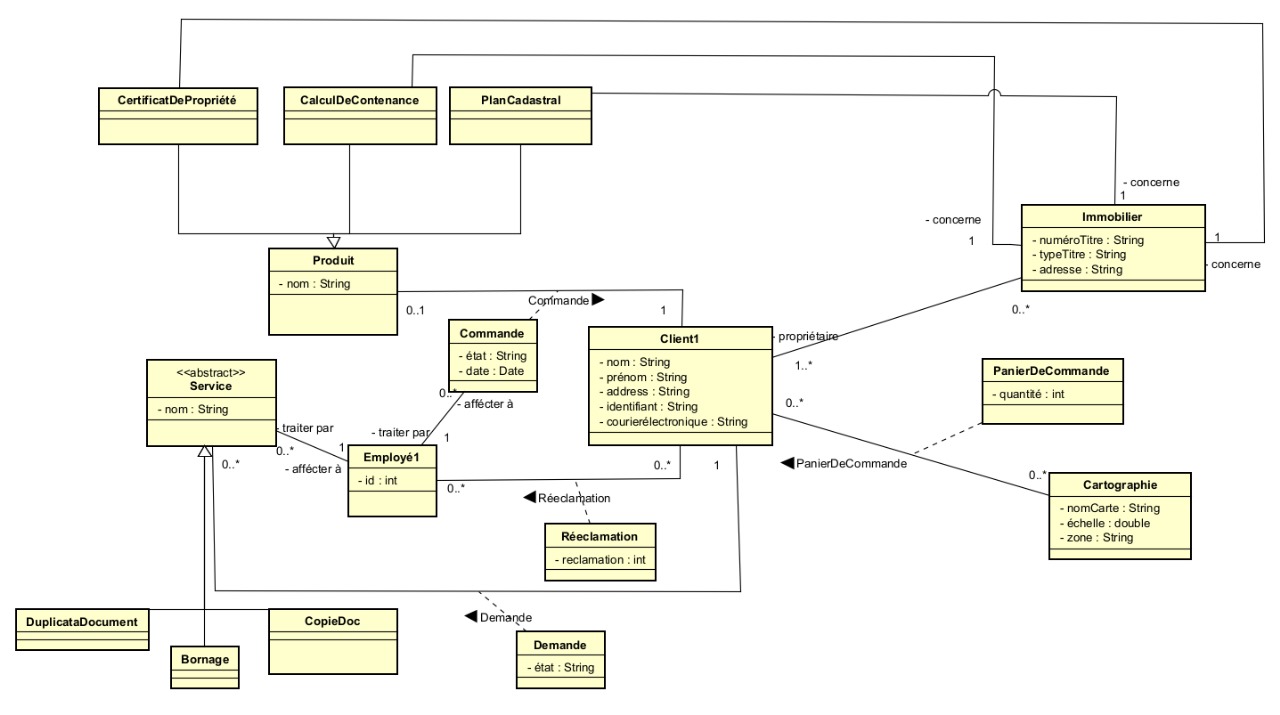 CertificatDePropriété
CalculDeContenance
PlanCadastral
- concerne
1
- concerne
1
Immobilier
- numéroTitre : String
- typeTitre : String
- adresse : String
1
concerne
0..*
Produit
- nom : String
0..1
Commande
1
Commande
- état : String
- date : Date
0..*
- afféc​ter à
Client1
- nom : String
- prénom : String
- address : String
- identifiant : String
- courierélectronique : String
- propriétaire
1..*
0..*
PanierDeCommande
- quantité : int
<<abstract>>
Service
- nom : String
- traiter par
0..*
1
- affécter à
0..*
- traiter par
1
Employé1
- id : int
0..*
0..*
1
PanierDeCommande
0..*
Cartographie
- nomCarte : String
- échelle : double
- zone : String
Réeclamation
Réeclamation
- reclamation : int
DuplicataDocument
CopieDoc
Bornage
Demande
Demande
- état : String